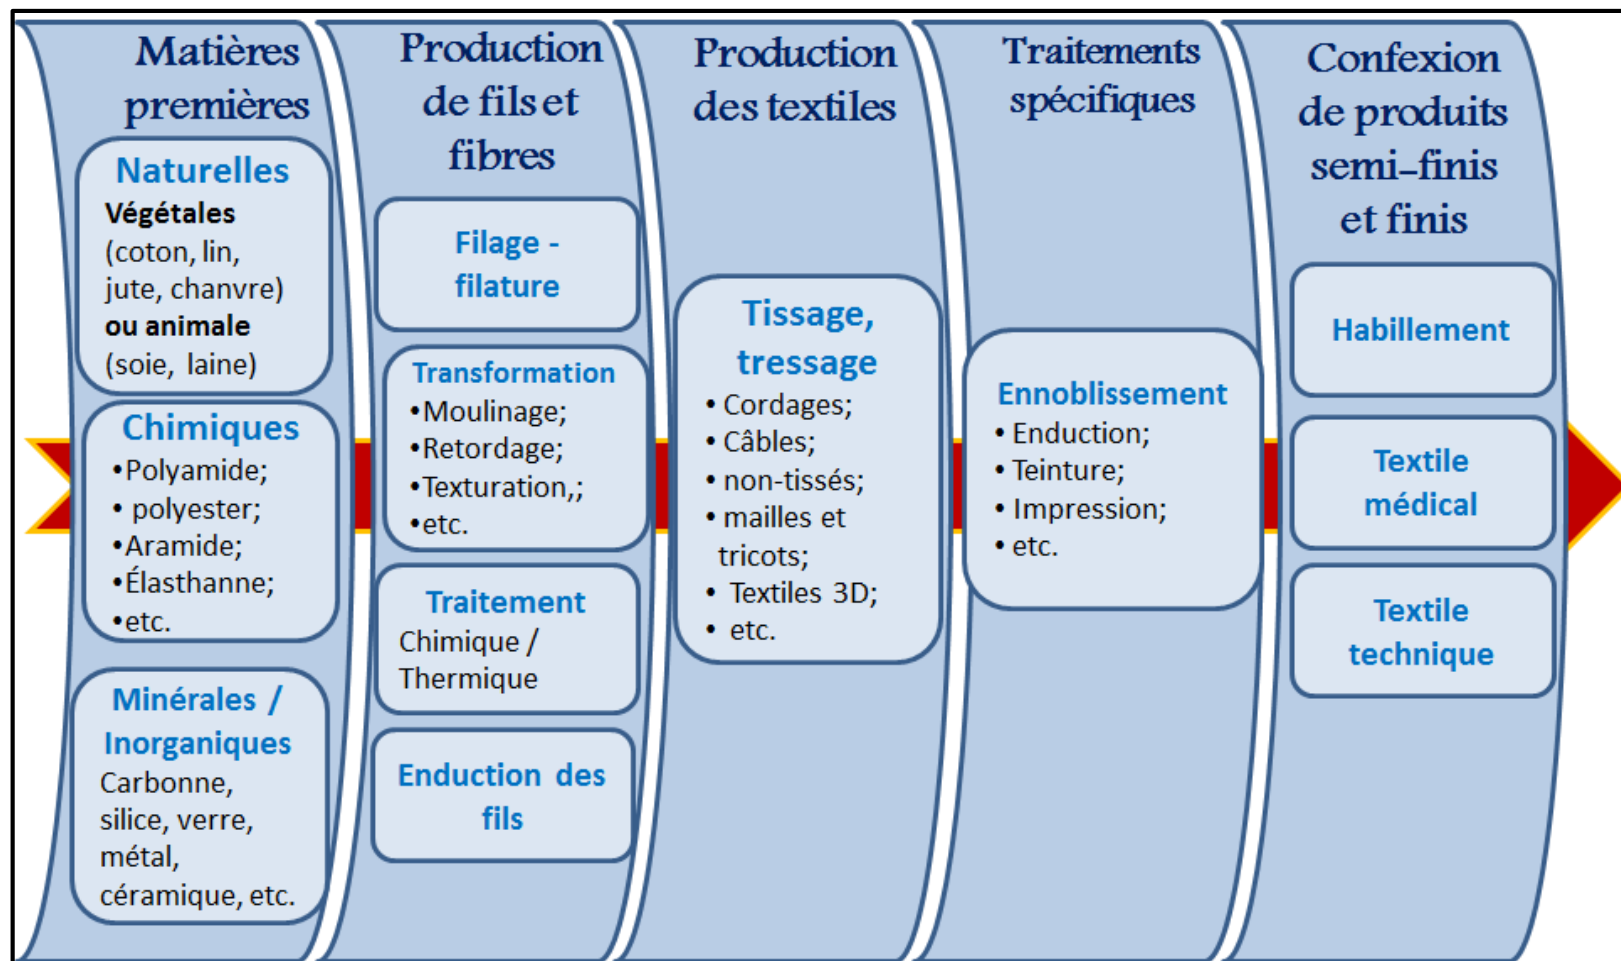 Matières
premières
Naturelles
Végétales
(coton, lin,
jute, chanvre)
ou animale
(soie, laine)
Chimiques
•Polyamide;
• polyester;
•Aramide;
•Élasthanne;
•etc.
Minérales /
Inorganiques
Carbonne,
silice, verre,
métal,
céramique, etc.
Production
de fils et
fibres
Filage -
filature
Transformation
•Moulinage;
•Retordage;
•Texturation,;
•etc.
Traitement
Chimique /
Thermique
Enduction des
fils
Production
des textiles
Tissage,
tressage
• Cordages;
• Câbles;
• non-tissés;
• mailles et
tricots;
• Textiles 3D;
• etc.
Traitements
spécifiques
Ennoblissement
• Enduction;
• Teinture;
• Impression;
• etc.
Confexion
de produits
semi-finis
et finis
Habillement
Textile
médical
Textile
technique